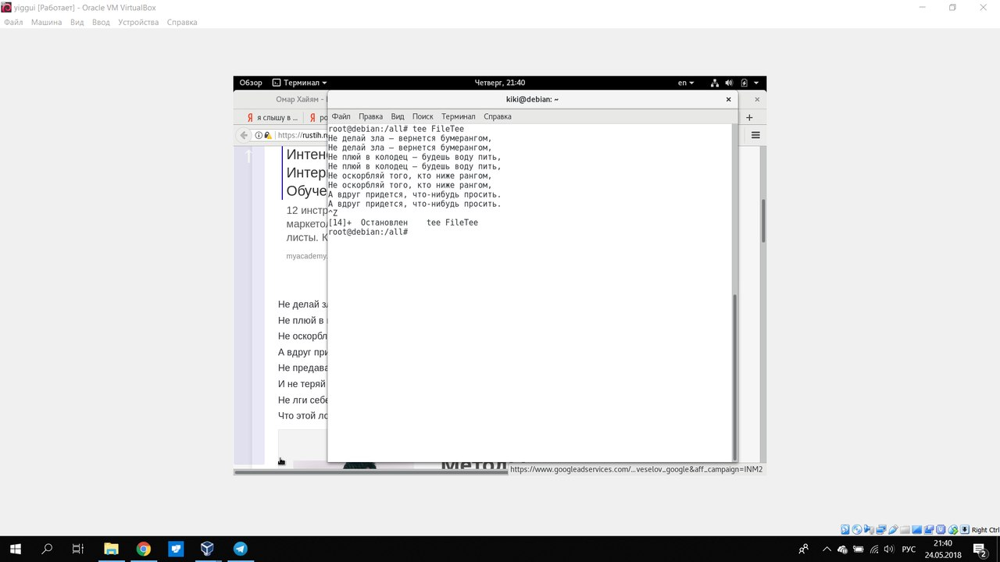 yiggui [Работает] - Oracle VM VirtualBox
Файл Машина Вид Ввод Устройства Справка
Обзор Терминал Четверг, 21:40 en
Омар Хайям -
kiki@debian: ~
я слышу в ...
Файл Правка Вид Поиск Терминал Справка
https://rustih.r
root@debian:/all# tee FileTee
Не делай зла — вернется бумерангом,
Не делай зла — вернется бумерангом,
Не плюй в колодец — будешь воду пить,
Не плюй в колодец — будешь воду пить,
Не оскорбляй того, кто ниже рангом,
Не оскорбляй того, кто ниже рангом,
А вдруг придется, что-нибудь просить.
А вдруг придется, что-нибудь просить.
^Z
[14]+ Остановлен tee FileTee
root@debian:/all#
Интен
Интер
Обуче
12 инстр
маркетол
листы. К
myacademy.
Не делай з
Не плюй в
Не оскорбл
А вдруг при
Не предава
И не теряй
Не лги себе
Что этой ло
Метод
https://www.googleadservices.com/...veselov_google&aff_campaign=INM2
Right Ctrl
РУС
21:40
24.05.2018
2